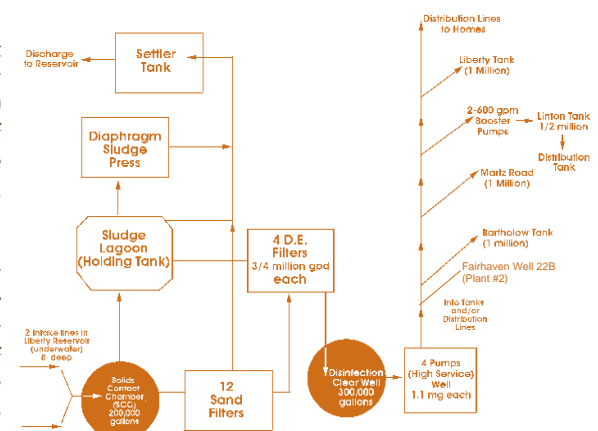 Discharge
to Reservoir
Settler
Tank
Diaphragm
Sludge
Press
Sludge
Lagoon
(Holding Tank)
4 D.E.
Filters
3/4 million gpd
each
2 Intake lines in
Liberty Reservoir
(underwater)
deep
Solids
Contact
Chamber
(SCC)
200,000
gallons
12
Sand
Filters
Disinfection
Clear Well
300,000
gallons
4 Pumps
(High Service)
Well
1.1 mg each
Into Tanks
and/or
Distribution
Lines
Fairhaven Well 22B
(Plant #2)
Bartholow Tank
(1 million)
Martz Road
(1 Million)
2-600 gpm
Booster
Pumps
Linton Tank
1/2 million
Distribution
Tank
Liberty Tank
(1 Million)
Distribution Lines
to Homes